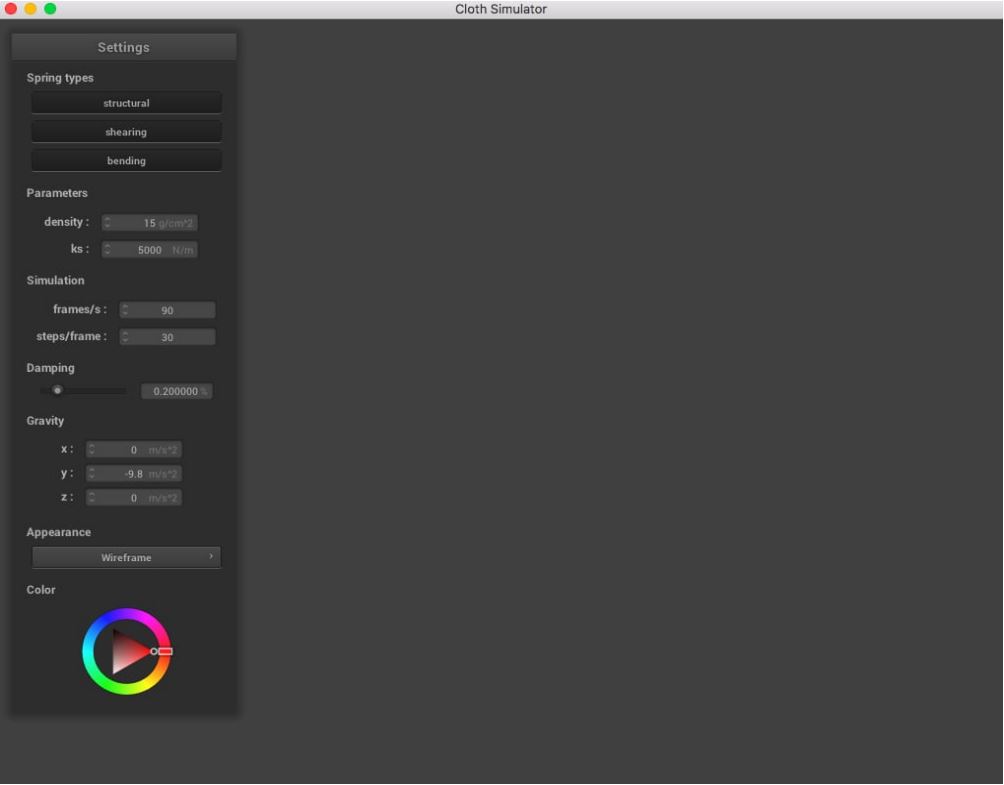 Cloth Simulator
Settings
Spring types
structural
shearing
bending
Parameters
density : 15 g/cm^2
ks : 5000 N/m
Simulation
frames/s : 90
steps/frame : 30
Damping
0.200000 %
Gravity
x : 0 m/s^2
y : -9.8 m/s^2
z : 0 m/s^2
Appearance
Wireframe
Color